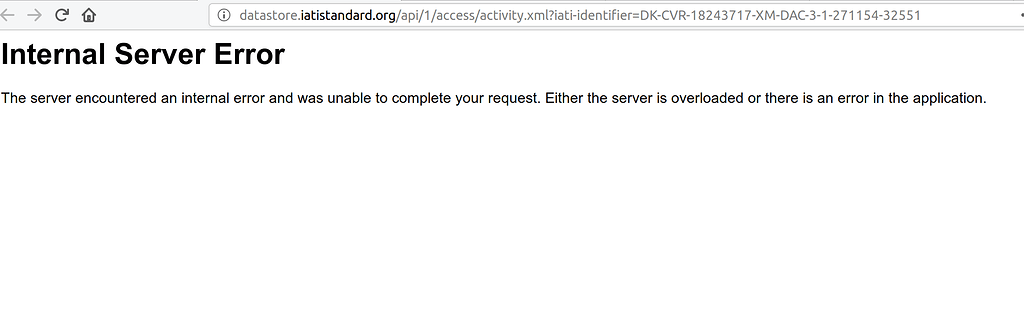 datastore.iatistandard.org/api/1/access/activity.xml?iati-identifier=DK-CVR-18243717-XM-DAC-3-1-271154-32551
Internal Server Error
The server encountered an internal error and was unable to complete your request. Either the server is overloaded or there is an error in the application.